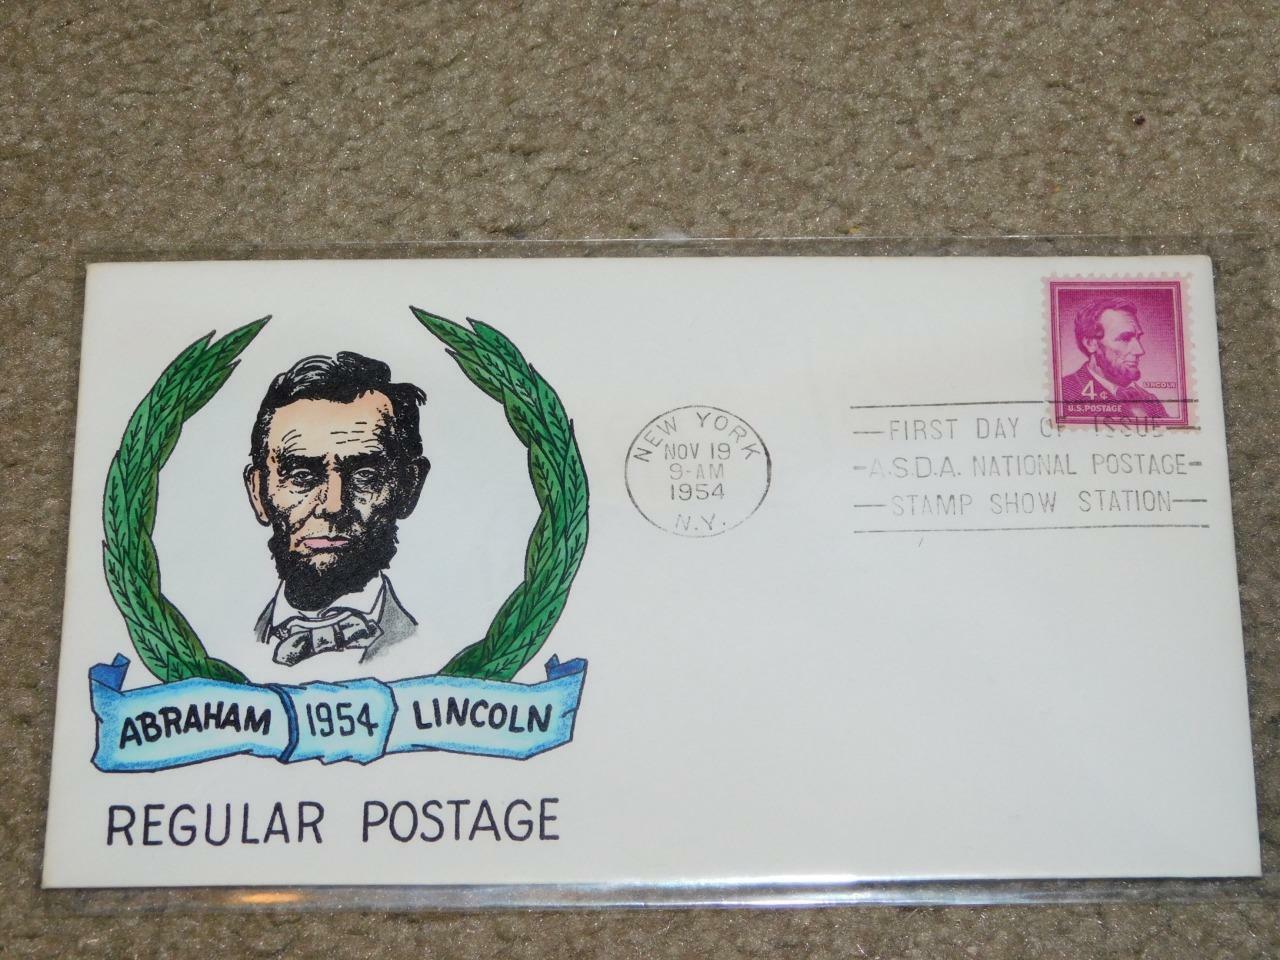 LINCOLN
4¢
U.S. POSTAGE
NEW YORK
NOV 19
9-AM
1954
N.Y.
FIRST DAY OF ISSUE
A.S.D.A. NATIONAL POSTAGE
STAMP SHOW STATION
ABRAHAM 1954 LINCOLN
REGULAR POSTAGE